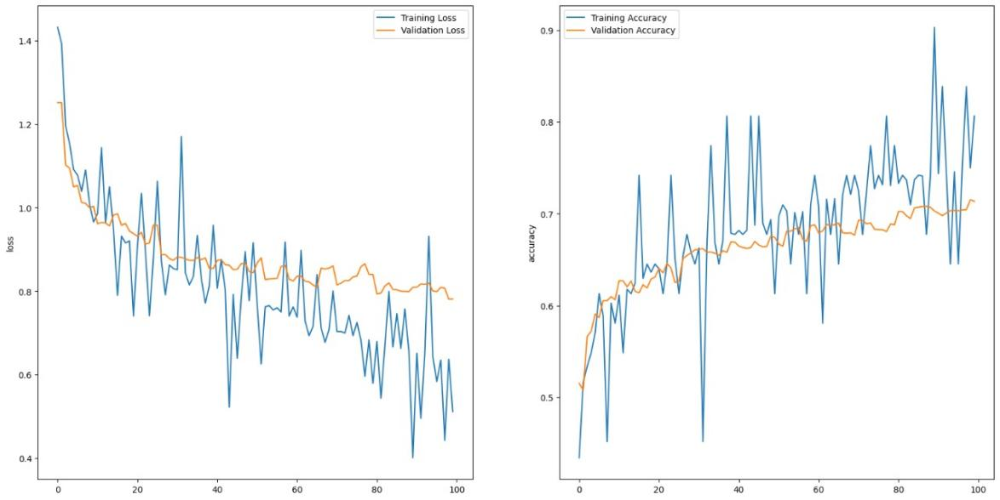 Training Loss
Validation Loss
1.4
1.2
1.0
0.8
0.6
0.4
loss
0 20 40 60 80 100
Training Accuracy
Validation Accuracy
0.9
0.8
0.7
0.6
0.5
accuracy
0 20 40 60 80 100